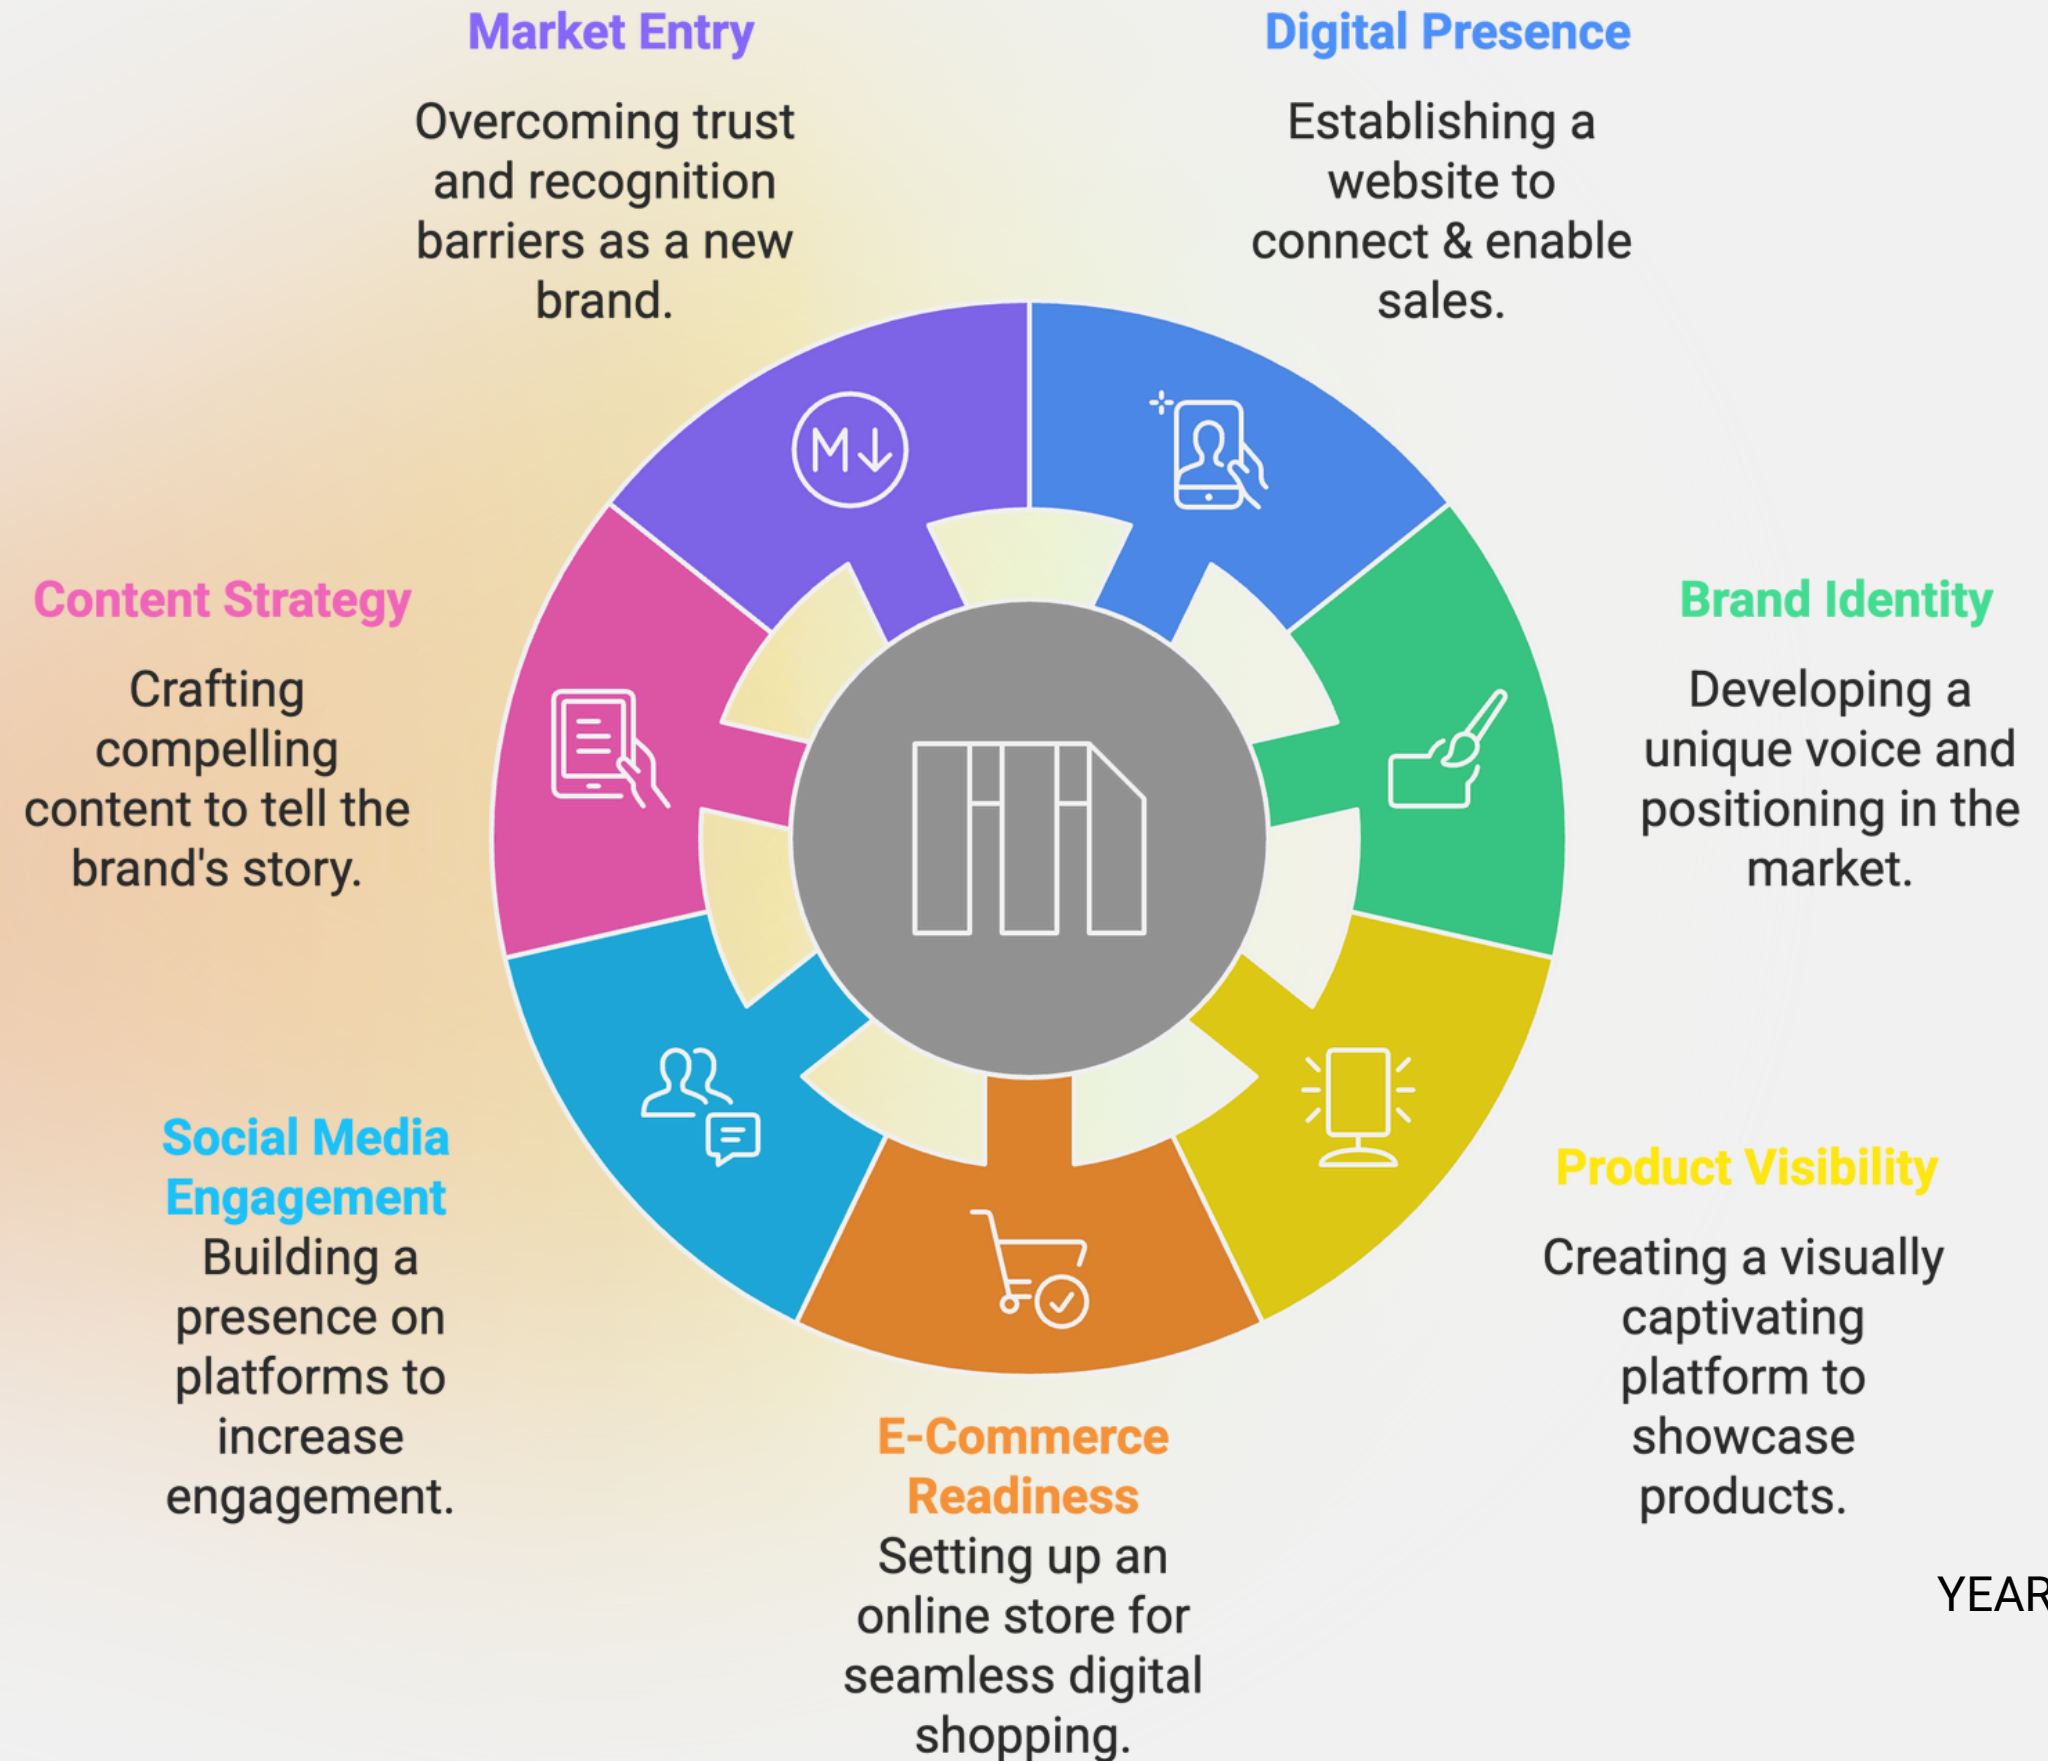 Market Entry
Overcoming trust
and recognition
barriers as a new
brand.
Digital Presence
Establishing a
website to
connect & enable
sales.
Brand Identity
Developing a
unique voice and
positioning in the
market.
Product Visibility
Creating a visually
captivating
platform to
showcase
products.
E-Commerce
Readiness
Setting up an
online store for
seamless digital
shopping.
Social Media
Engagement
Building a
presence on
platforms to
increase
engagement.
Content Strategy
Crafting
compelling
content to tell the
brand's story.
M↓
YEAR